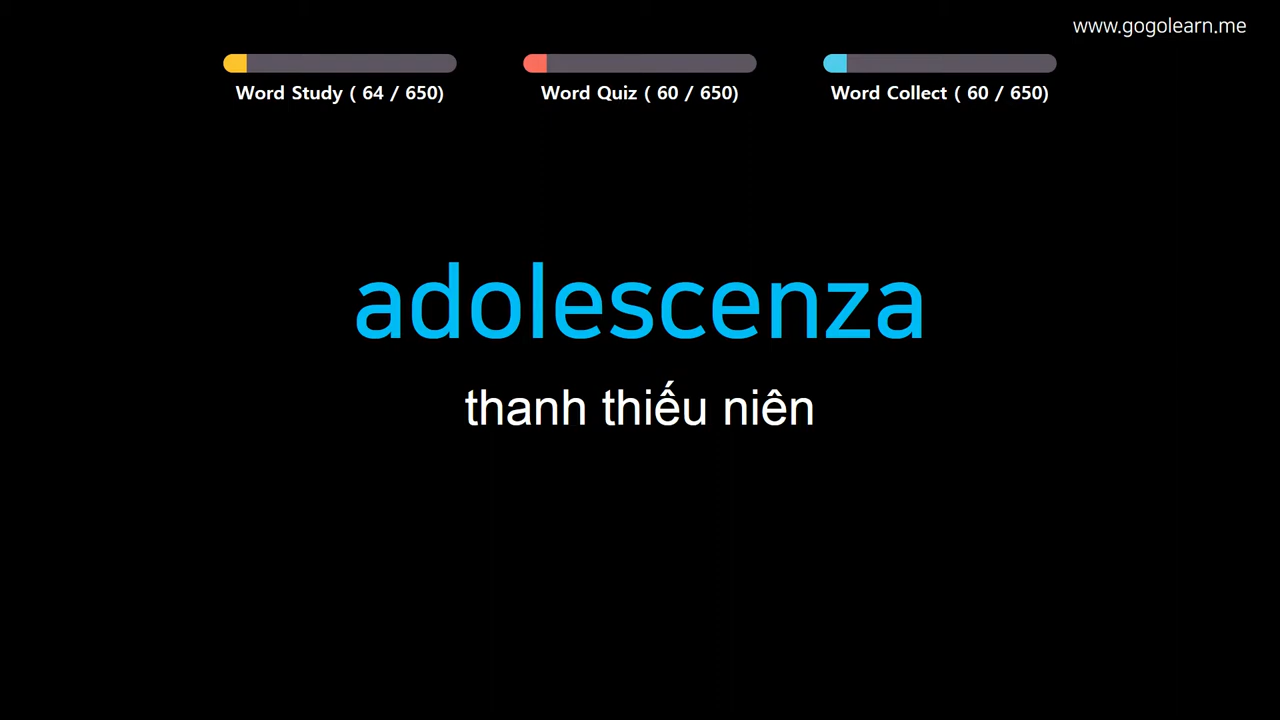 www.gogolearn.me
Word Study ( 64 / 650)
Word Quiz ( 60 / 650)
Word Collect ( 60 / 650)
adolescenza
thanh thiếu niên